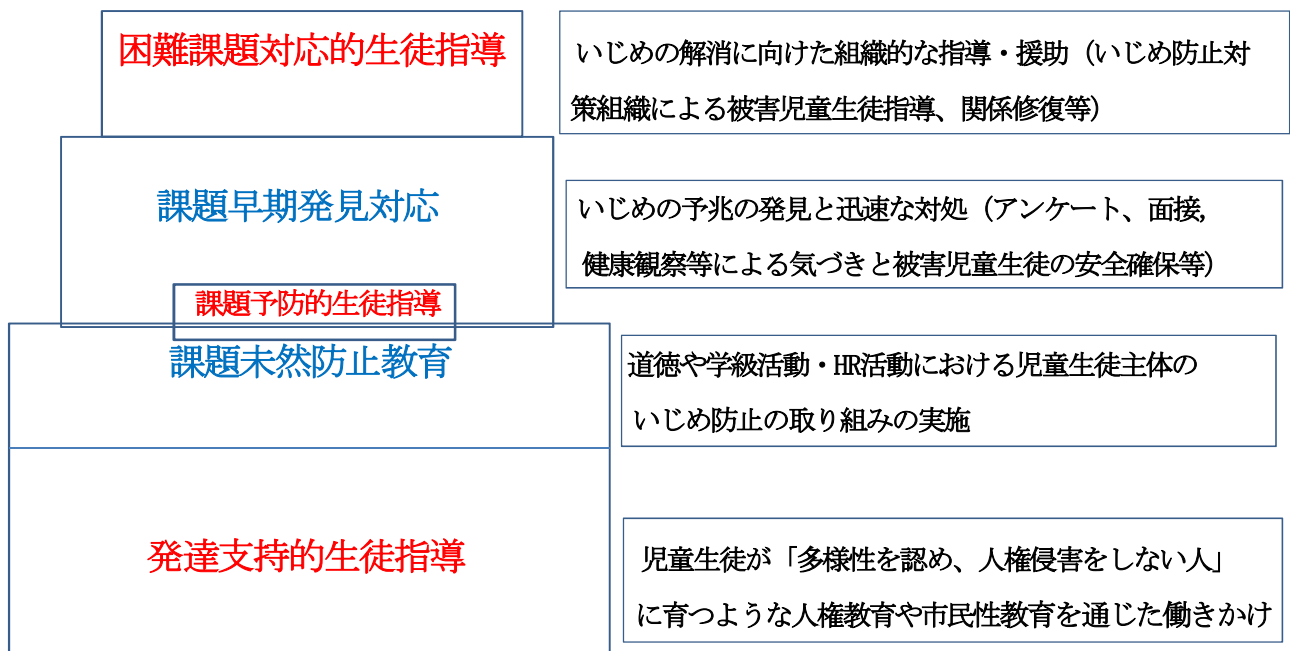 困難課題対応的生徒指導
いじめの解消に向けた組織的な指導・援助（いじめ防止対
策組織による被害児童生徒指導、関係修復等）
課題早期発見対応
いじめの予兆の発見と迅速な対処（アンケート、面接,
健康観察等による気づきと被害児童生徒の安全確保等）
課題予防的生徒指導
課題未然防止教育
道徳や学級活動・HR活動における児童生徒主体の
いじめ防止の取り組みの実施
発達支持的生徒指導
児童生徒が「多様性を認め、人権侵害をしない人」
に育つような人権教育や市民性教育を通じた働きかけ